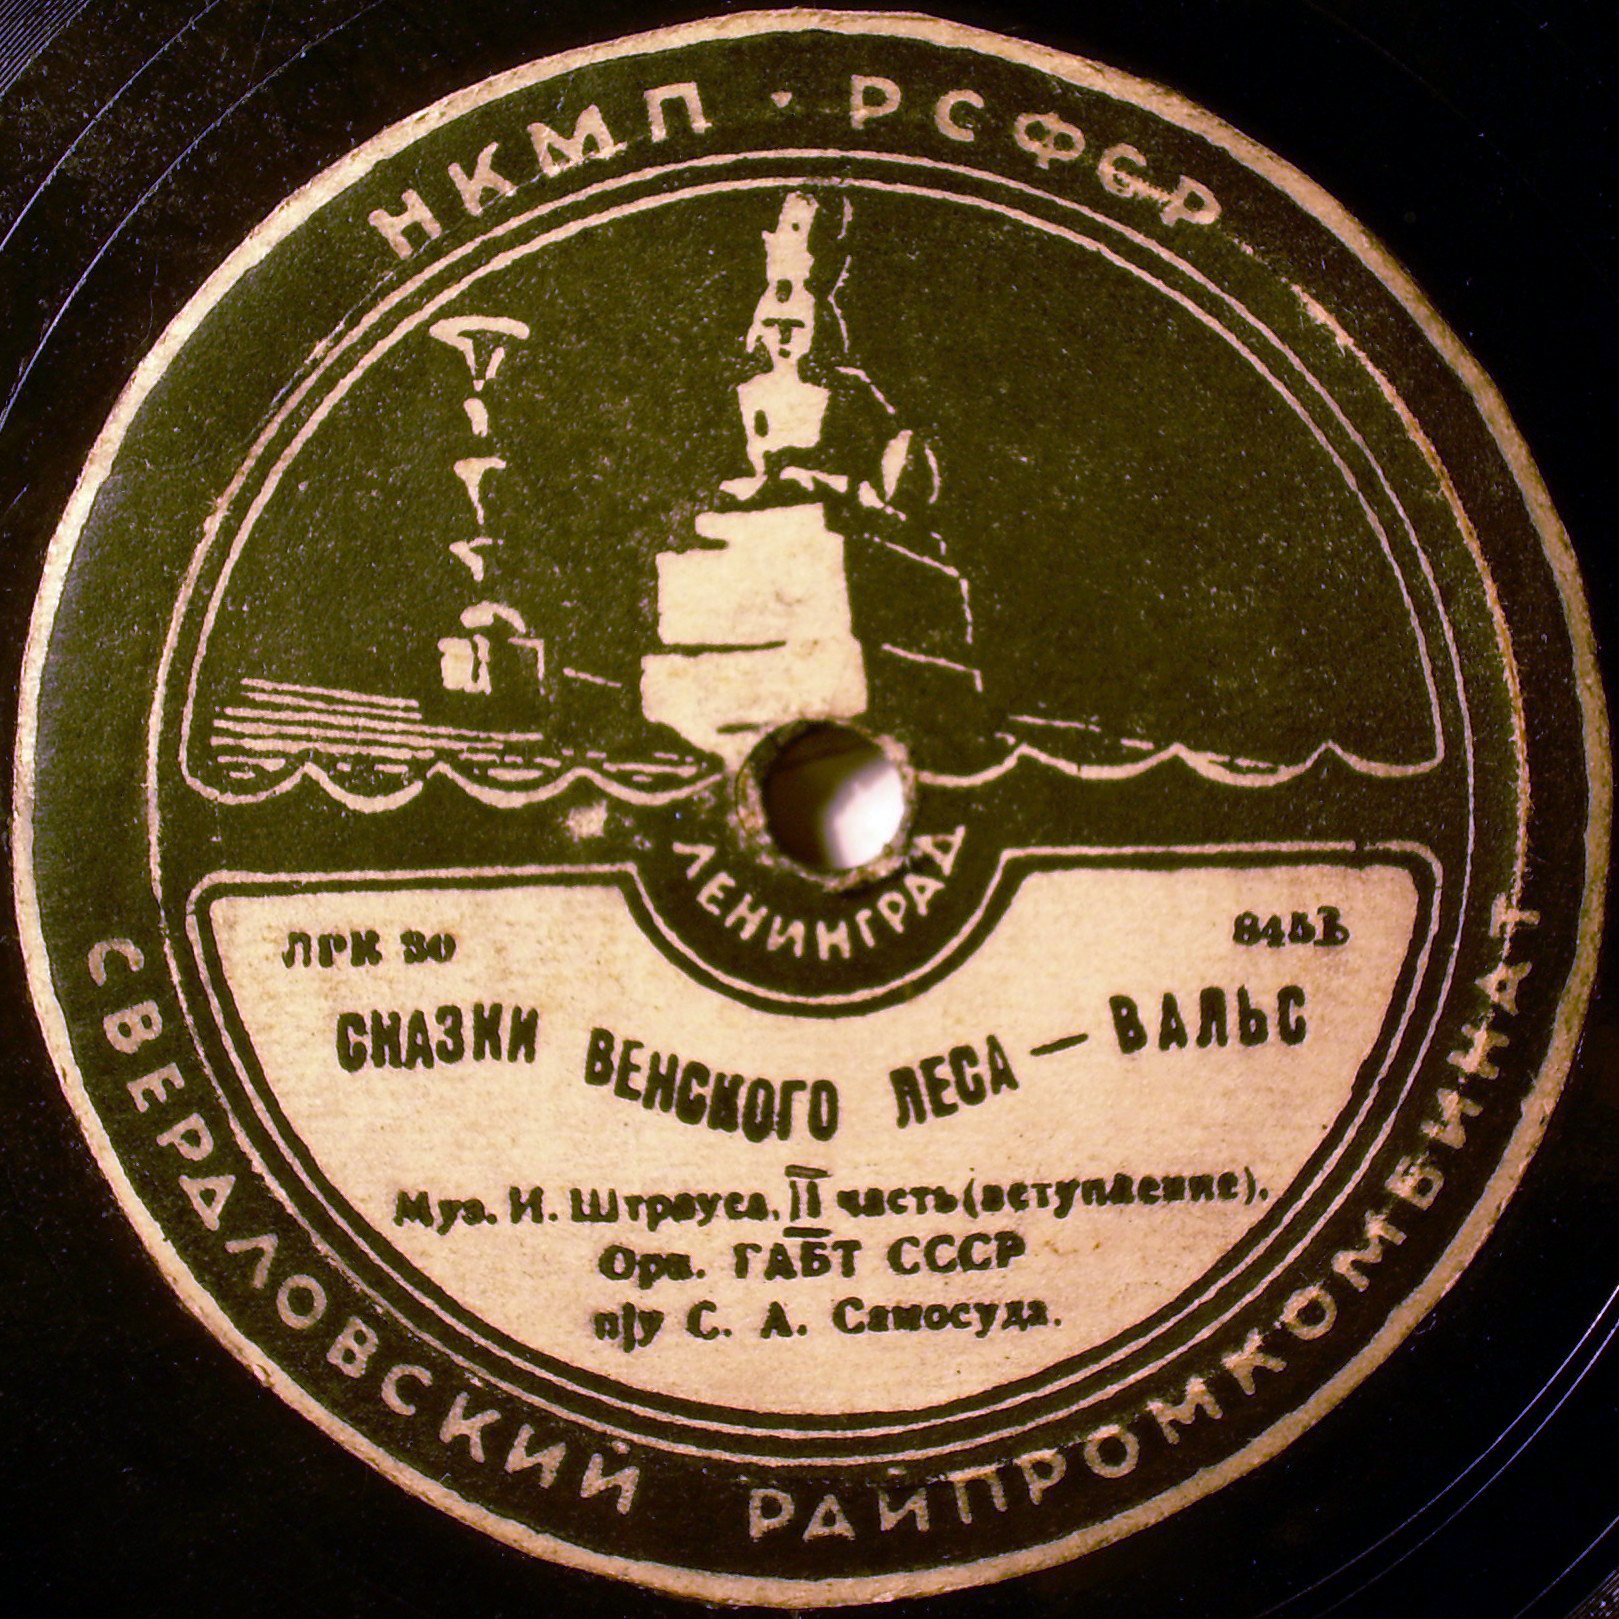 НКМП · РСФСР
ЛЕНИНГРАД
ЛРК 30
845
СКАЗКИ ВЕНСКОГО ЛЕСА — ВАЛЬС
Муз. И. Штрауса, II часть (вступление).
Орк. ГАБТ СССР
п/у С. А. Самосуда.
СВЕРДЛОВСКИЙ РАЙПРОМКОМБИНАТ